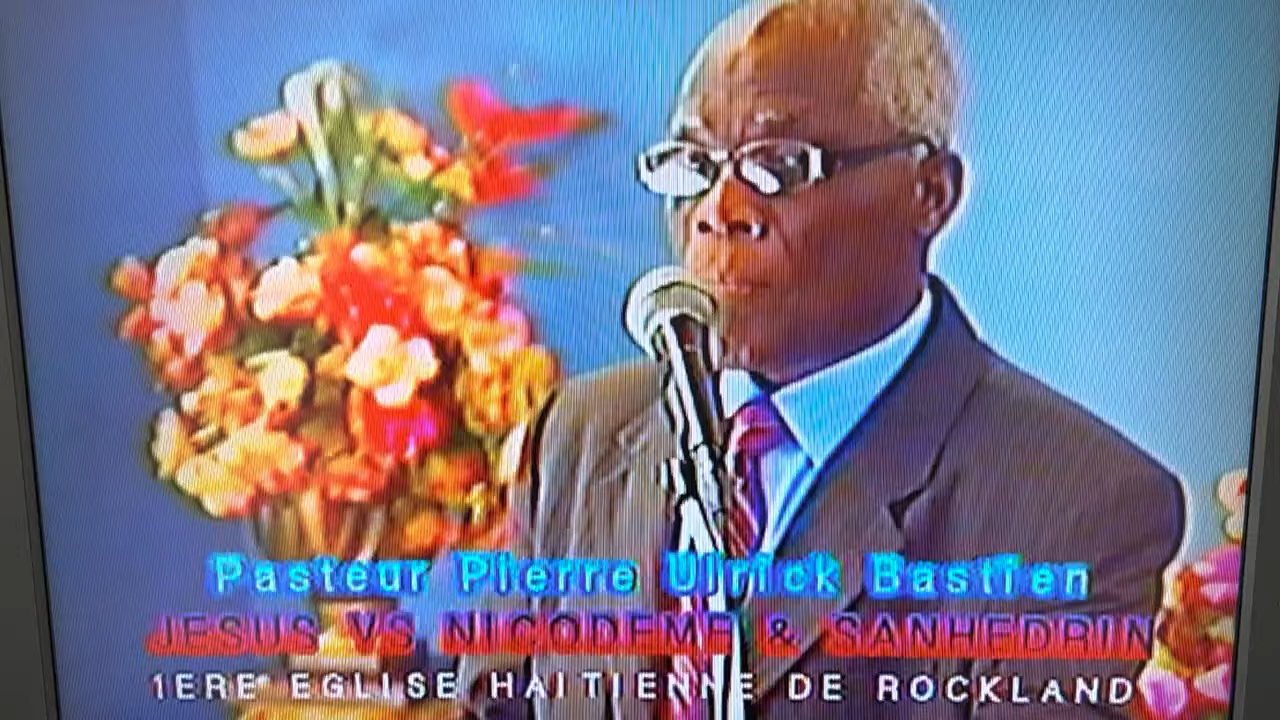 Pasteur Pierre Ulrick Bastien
JESUS VS NICODEME & SANHEDRIN
1ERE EGLISE HAITIENNE DE ROCKLAND